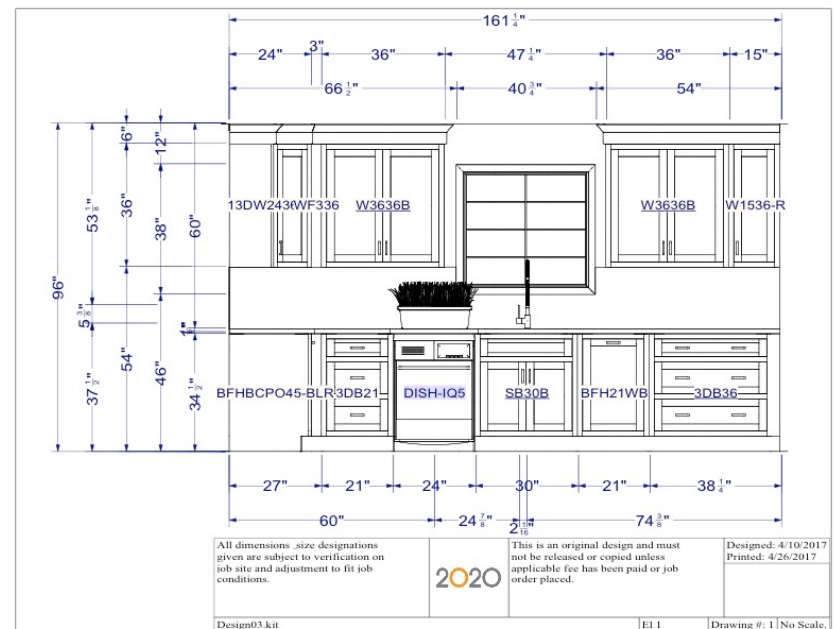 161 1/4"
24" 3" 36" 47 1/4" 36" 15"
66 1/2" 40 3/4" 54"
96"
53 1/8"
5 3/8"
37 1/2"
6"
36"
54"
12"
38"
46"
60"
34 1/2"
13DW2436 WF336 W3636B W3636B W1536-R
BFHBCPO45-BLR 3DB21 DISH-IQ5 SB30B BFH21WB 3DB36
27" 21" 24" 30" 21" 38 1/4"
60" 24 7/8" 2 1/16" 74 3/8"
All dimensions _size designations
given are subject to verification on
job site and adjustment to fit job
conditions.
2020
This is an original design and must
not be released or copied unless
applicable fee has been paid or job
order placed.
Designed: 4/10/2017
Printed: 4/26/2017
Design03.kit El 1 Drawing #: 1 No Scale.